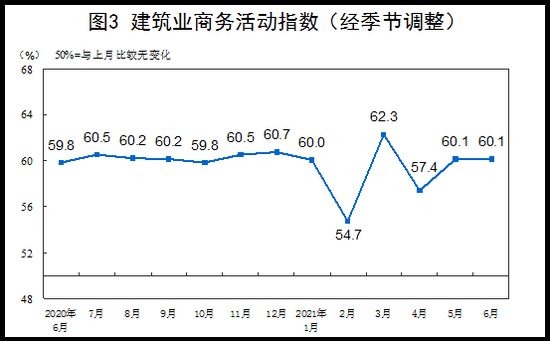 图3 建筑业商务活动指数（经季节调整）
（%） 50%=与上月比较无变化
68
64
60
56
52
48
59.8 60.5 60.2 60.2 59.8 60.5 60.7 60.0 54.7 62.3 57.4 60.1 60.1
2020年 7月 8月 9月 10月 11月 12月 2021年 2月 3月 4月 5月 6月
6月 1月